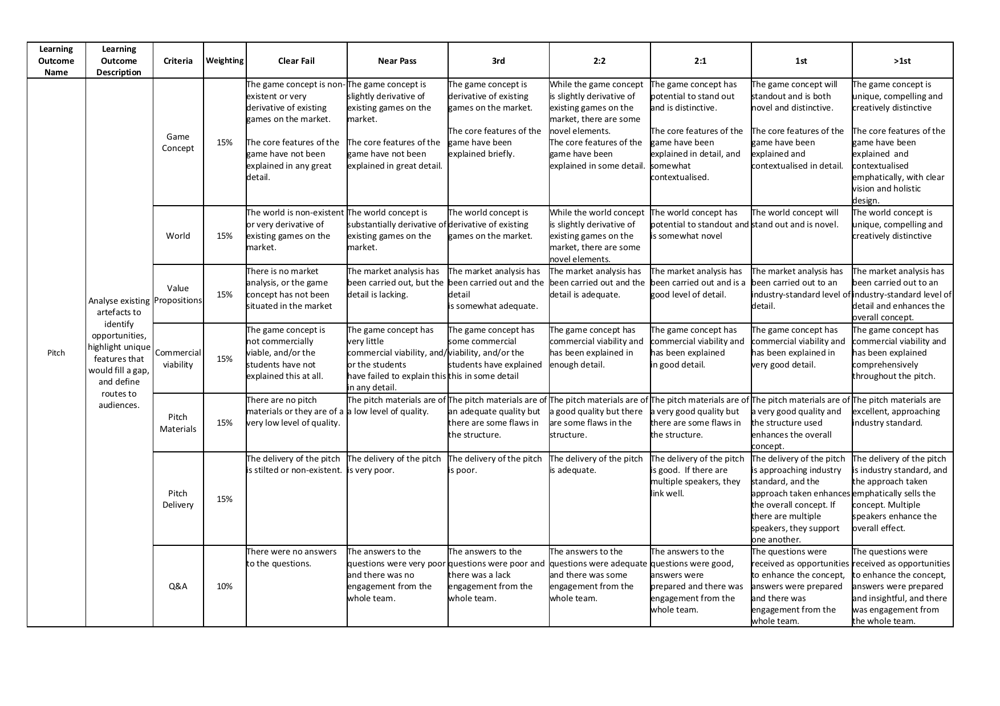 Learning
Outcome
Name
Learning
Outcome
Description
Criteria
Weighting
Clear Fail
Near Pass
3rd
2:2
2:1
1st
>1st
Pitch
Analyse existing
artefacts to
identify
opportunities,
highlight unique
features that
would fill a gap,
and define
routes to
audiences.
Game
Concept
15%
The game concept is non-
existent or very
derivative of existing
games on the market.
The core features of the
game have not been
explained in any great
detail.
The game concept is
slightly derivative of
existing games on the
market.
The core features of the
game have not been
explained in great detail.
The game concept is
derivative of existing
games on the market.
The core features of the
game have been
explained briefly.
While the game concept
is slightly derivative of
existing games on the
market, there are some
novel elements.
The core features of the
game have been
explained in some detail.
The game concept has
potential to stand out
and is distinctive.
The core features of the
game have been
explained in detail, and
somewhat
contextualised.
The game concept will
standout and is both
novel and distinctive.
The core features of the
game have been
explained and
contextualised in detail.
The game concept is
unique, compelling and
creatively distinctive
The core features of the
game have been
explained  and
contextualised
emphatically, with clear
vision and holistic
design.
World
15%
The world is non-existent
or very derivative of
existing games on the
market.
The world concept is
substantially derivative of
existing games on the
market.
The world concept is
derivative of existing
games on the market.
While the world concept
is slightly derivative of
existing games on the
market, there are some
novel elements.
The world concept has
potential to standout and
is somewhat novel
The world concept will
stand out and is novel.
The world concept is
unique, compelling and
creatively distinctive
Value
Propositions
15%
There is no market
analysis, or the game
concept has not been
situated in the market
The market analysis has
been carried out, but the
detail is lacking.
The market analysis has
been carried out and the
detail
is somewhat adequate.
The market analysis has
been carried out and the
detail is adequate.
The market analysis has
been carried out and is a
good level of detail.
The market analysis has
been carried out to an
industry-standard level of
detail.
The market analysis has
been carried out to an
industry-standard level of
detail and enhances the
overall concept.
Commercial
viability
15%
The game concept is
not commercially
viable, and/or the
students have not
explained this at all.
The game concept has
very little
commercial viability, and/
or the students
have failed to explain this
in any detail.
The game concept has
some commercial
viability, and/or the
students have explained
this in some detail
The game concept has
commercial viability and
has been explained in
enough detail.
The game concept has
commercial viability and
has been explained
in good detail.
The game concept has
commercial viability and
has been explained in
very good detail.
The game concept has
commercial viability and
has been explained
comprehensively
throughout the pitch.
Pitch
Materials
15%
There are no pitch
materials or they are of a
very low level of quality.
The pitch materials are of
a low level of quality.
The pitch materials are of
an adequate quality but
there are some flaws in
the structure.
The pitch materials are of
a good quality but there
are some flaws in the
structure.
The pitch materials are of
a very good quality but
there are some flaws in
the structure.
The pitch materials are of
a very good quality and
the structure used
enhances the overall
concept.
The pitch materials are
excellent, approaching
industry standard.
Pitch
Delivery
15%
The delivery of the pitch
is stilted or non-existent.
The delivery of the pitch
is very poor.
The delivery of the pitch
is poor.
The delivery of the pitch
is adequate.
The delivery of the pitch
is good.  If there are
multiple speakers, they
link well.
The delivery of the pitch
is approaching industry
standard, and the
approach taken enhances
the overall concept. If
there are multiple
speakers, they support
one another.
The delivery of the pitch
is industry standard, and
the approach taken
emphatically sells the
concept. Multiple
speakers enhance the
overall effect.
Q&A
10%
There were no answers
to the questions.
The answers to the
questions were very poor
and there was no
engagement from the
whole team.
The answers to the
questions were poor and
there was a lack
engagement from the
whole team.
The answers to the
questions were adequate
and there was some
engagement from the
whole team.
The answers to the
questions were good,
answers were
prepared and there was
engagement from the
whole team.
The questions were
received as opportunities
to enhance the concept,
answers were prepared
and there was
engagement from the
whole team.
The questions were
received as opportunities
to enhance the concept,
answers were prepared
and insightful, and there
was engagement from
the whole team.